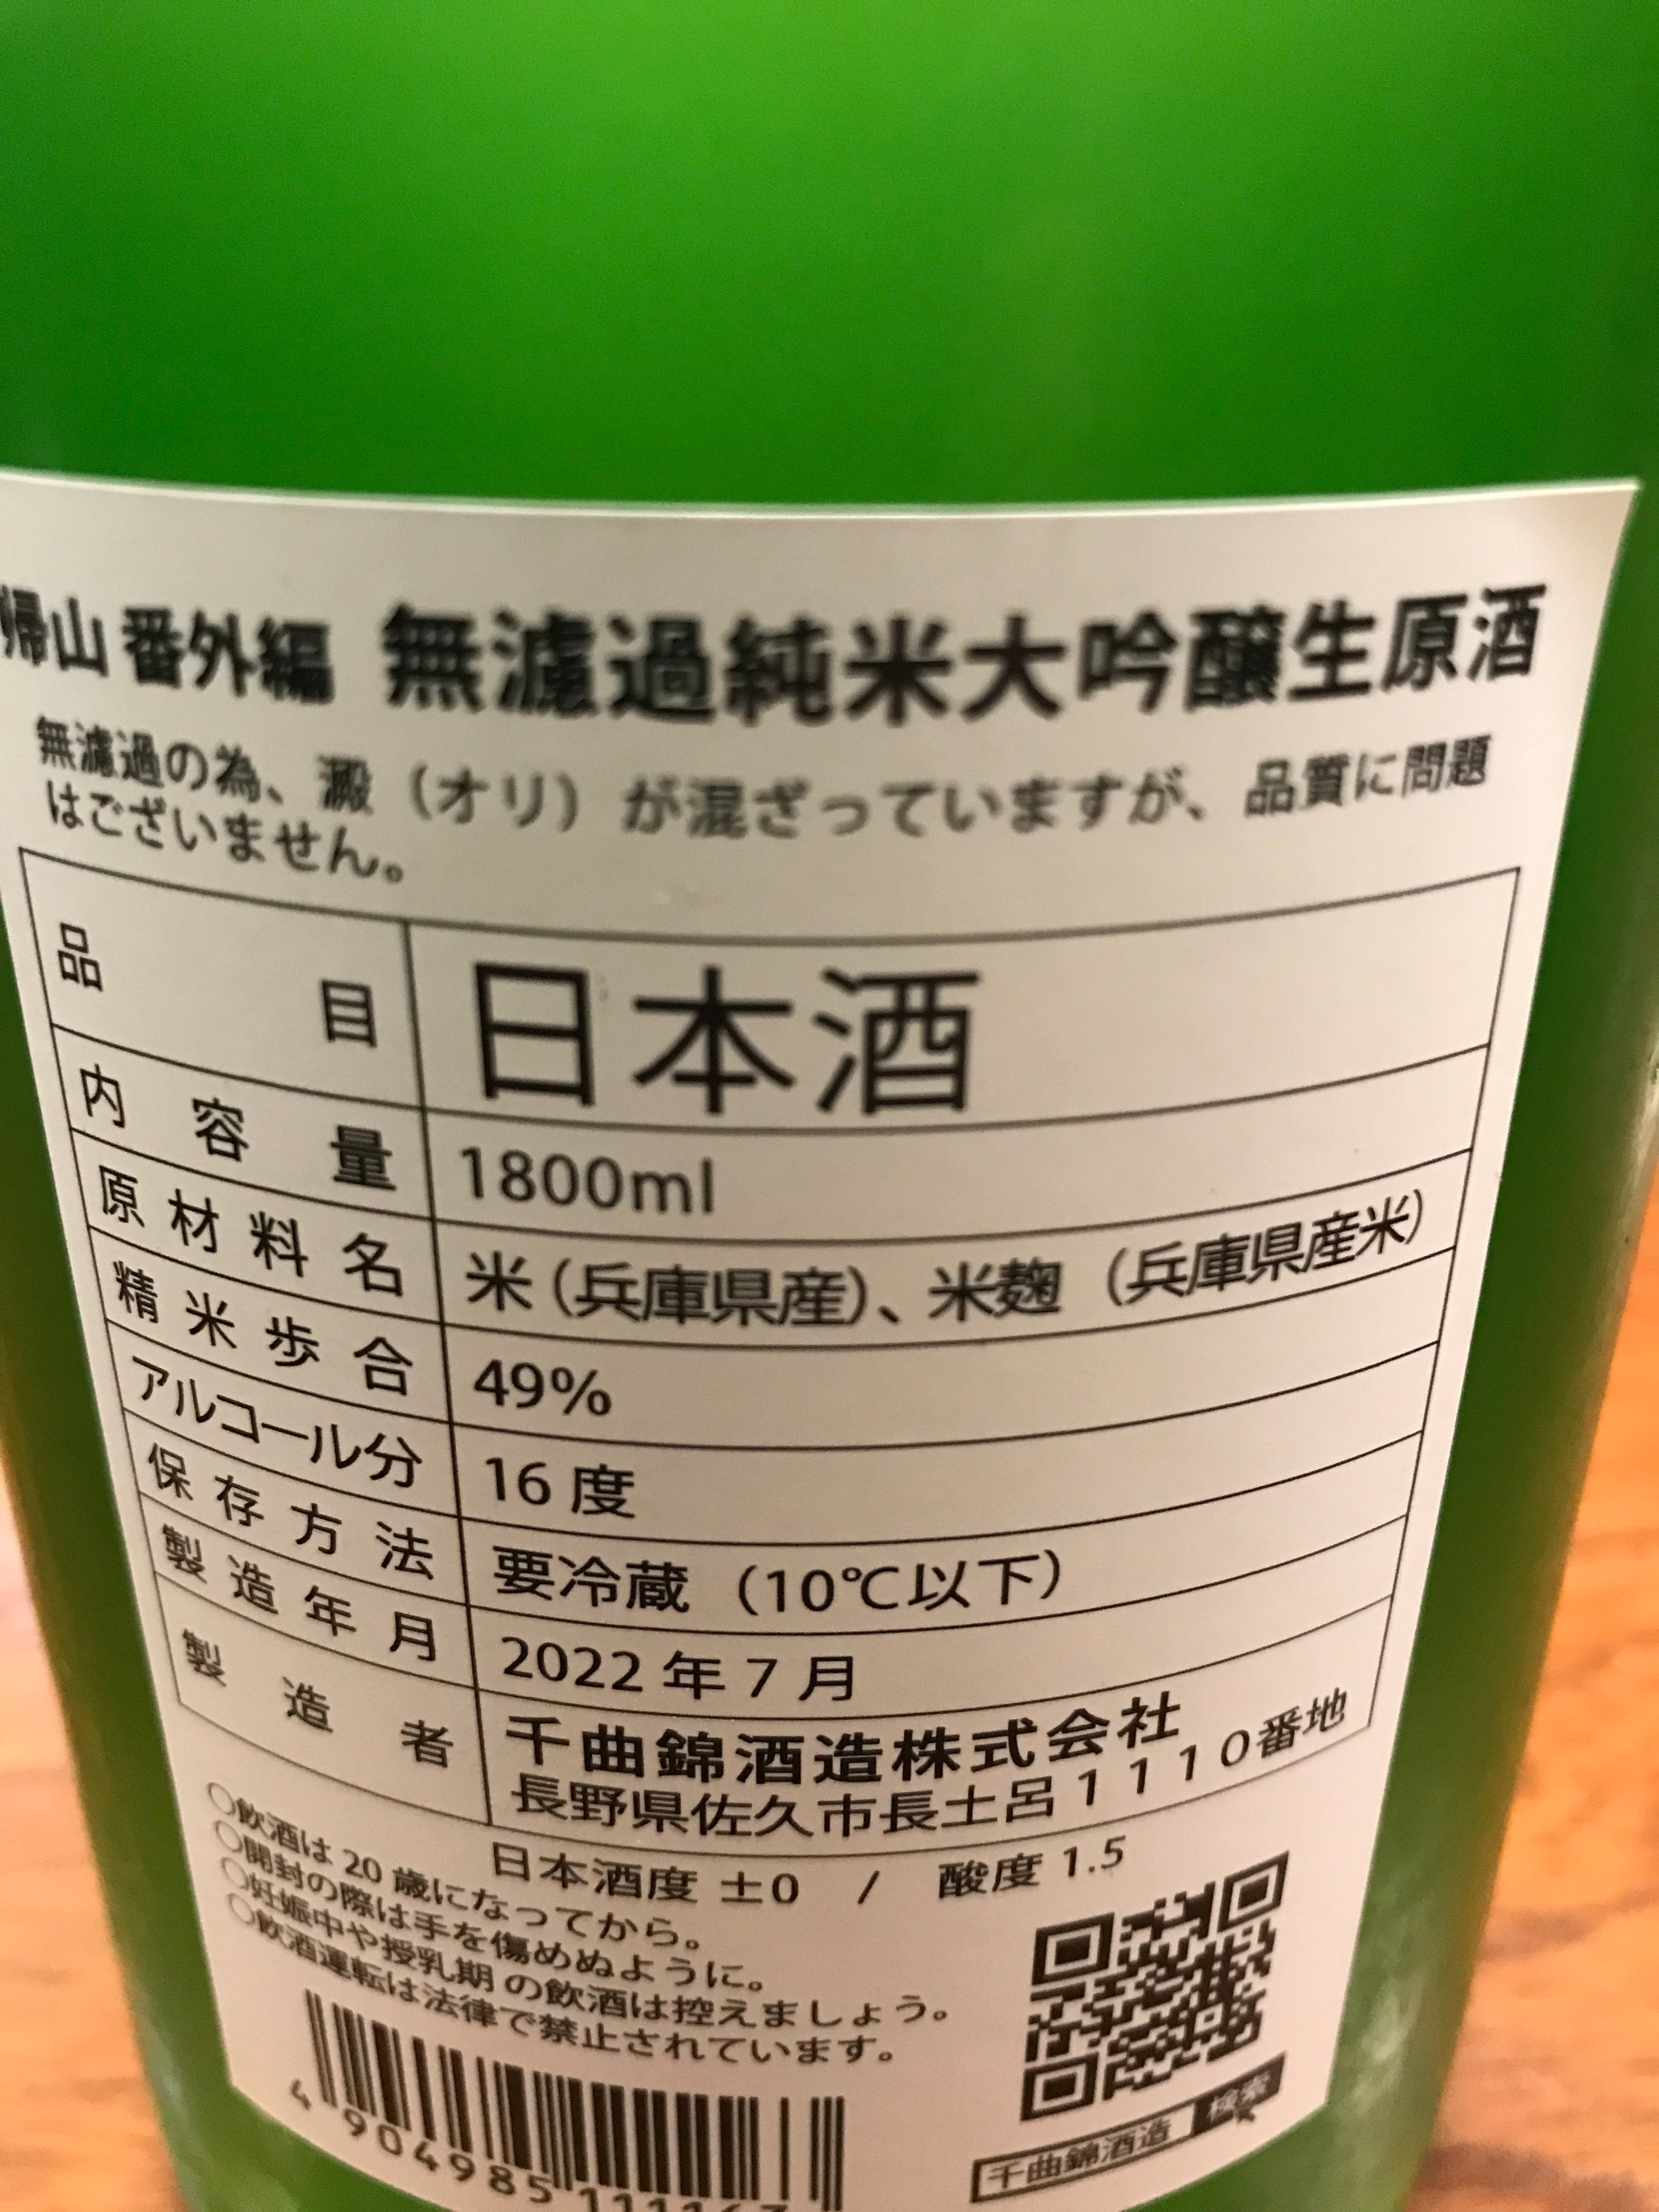 帰山 番外編 無濾過純米大吟醸生原酒
無濾過の為、澱（オリ）が混ざっていますが、品質に問題
はございません。
品目 日本酒
内容量 1800ml
原材料名 米（兵庫県産）、米麹（兵庫県産米）
精米歩合 49%
アルコール分 16 度
保存方法 要冷蔵（10℃以下）
製造年月 2022 年 7 月
製造者 千曲錦酒造株式会社
長野県佐久市長土呂１１１０番地
日本酒度 ±0 / 酸度 1.5
○飲酒は 20 歳になってから。
○開封の際は手を傷めぬように。
○妊娠中や授乳期の飲酒は控えましょう。
○飲酒運転は法律で禁止されています。
4 904985
千曲錦酒造 検索